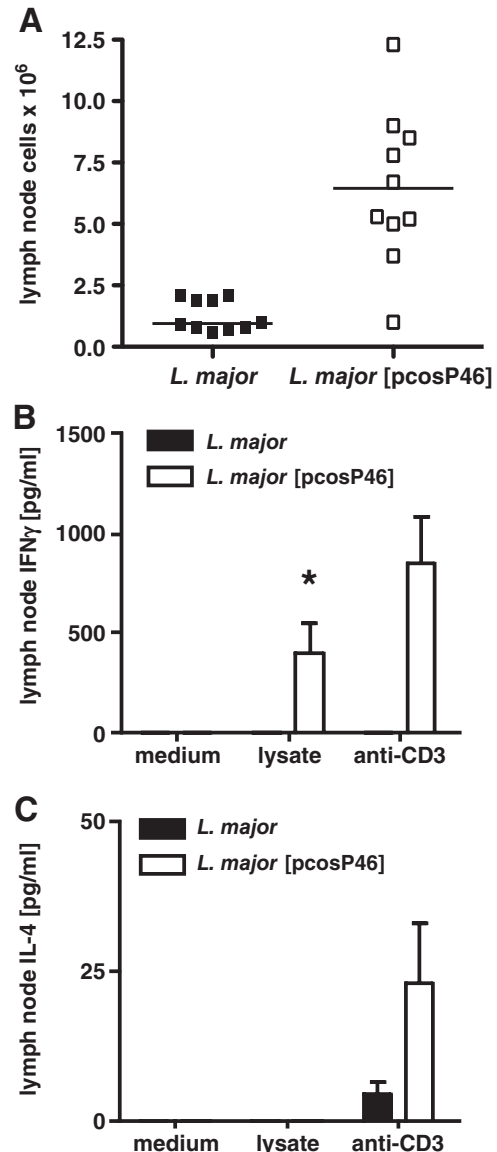 A
lymph node cells x 10⁶
12.5
10.0
7.5
5.0
2.5
0.0
L. major
L. major [pcosP46]
B
lymph node IFNγ [pg/ml]
1500
1000
500
0
L. major
L. major [pcosP46]
*
medium
lysate
anti-CD3
C
lymph node IL-4 [pg/ml]
50
25
0
L. major
L. major [pcosP46]
medium
lysate
anti-CD3